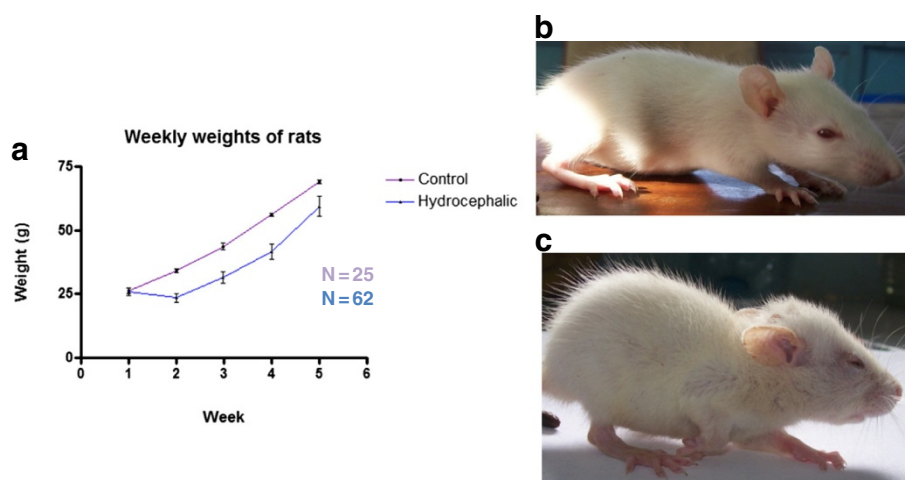 a
Weekly weights of rats
75
50
25
0
Weight (g)
0 1 2 3 4 5 6
Week
Control
Hydrocephalic
N=25
N=62
b
c